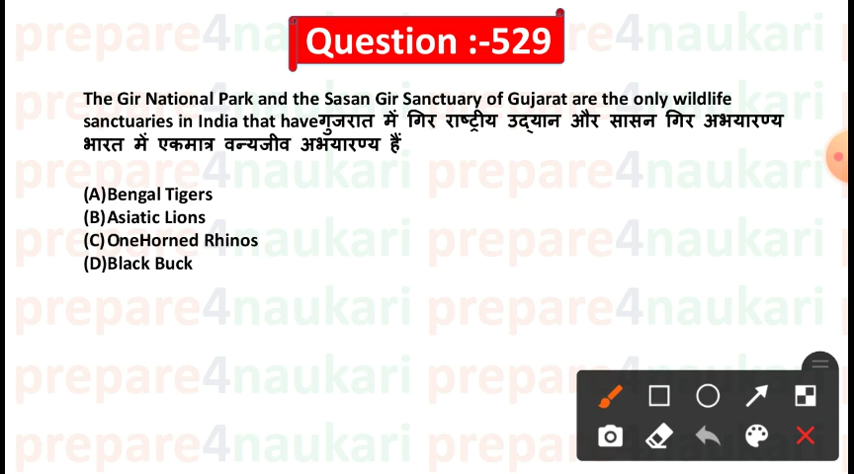 Question :-529
The Gir National Park and the Sasan Gir Sanctuary of Gujarat are the only wildlife
sanctuaries in India that haveगुजरात में गिर राष्ट्रीय उद्यान और सासन गिर अभयारण्य
भारत में एकमात्र वन्यजीव अभयारण्य हैं
(A)Bengal Tigers
(B)Asiatic Lions
(C)OneHorned Rhinos
(D)Black Buck
prepare4naukari